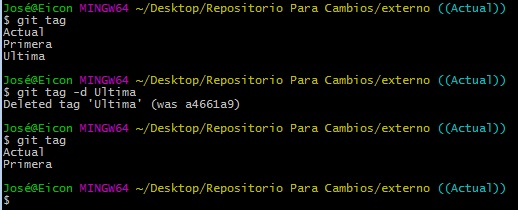 José@Eicon MINGW64 ~/Desktop/Repositorio Para Cambios/externo ((Actual))
$ git tag
Actual
Primera
Ultima
José@Eicon MINGW64 ~/Desktop/Repositorio Para Cambios/externo ((Actual))
$ git tag -d Ultima
Deleted tag 'Ultima' (was a4661a9)
José@Eicon MINGW64 ~/Desktop/Repositorio Para Cambios/externo ((Actual))
$ git tag
Actual
Primera
José@Eicon MINGW64 ~/Desktop/Repositorio Para Cambios/externo ((Actual))
$